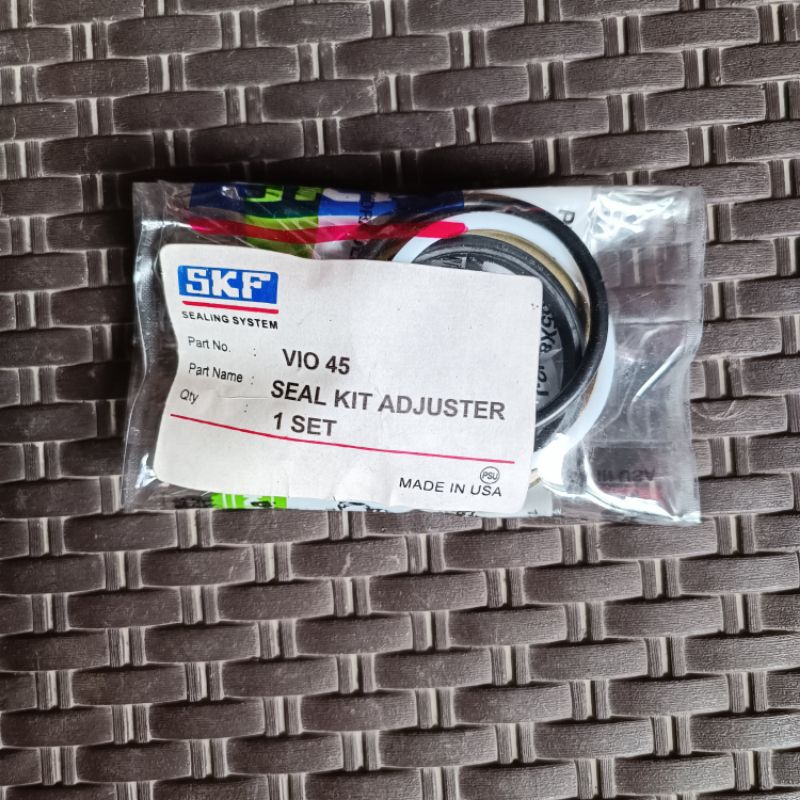 SKF
SEALING SYSTEM
Part No. : VIO 45
Part Name : SEAL KIT ADJUSTER
Qty : 1 SET
PSU
MADE IN USA